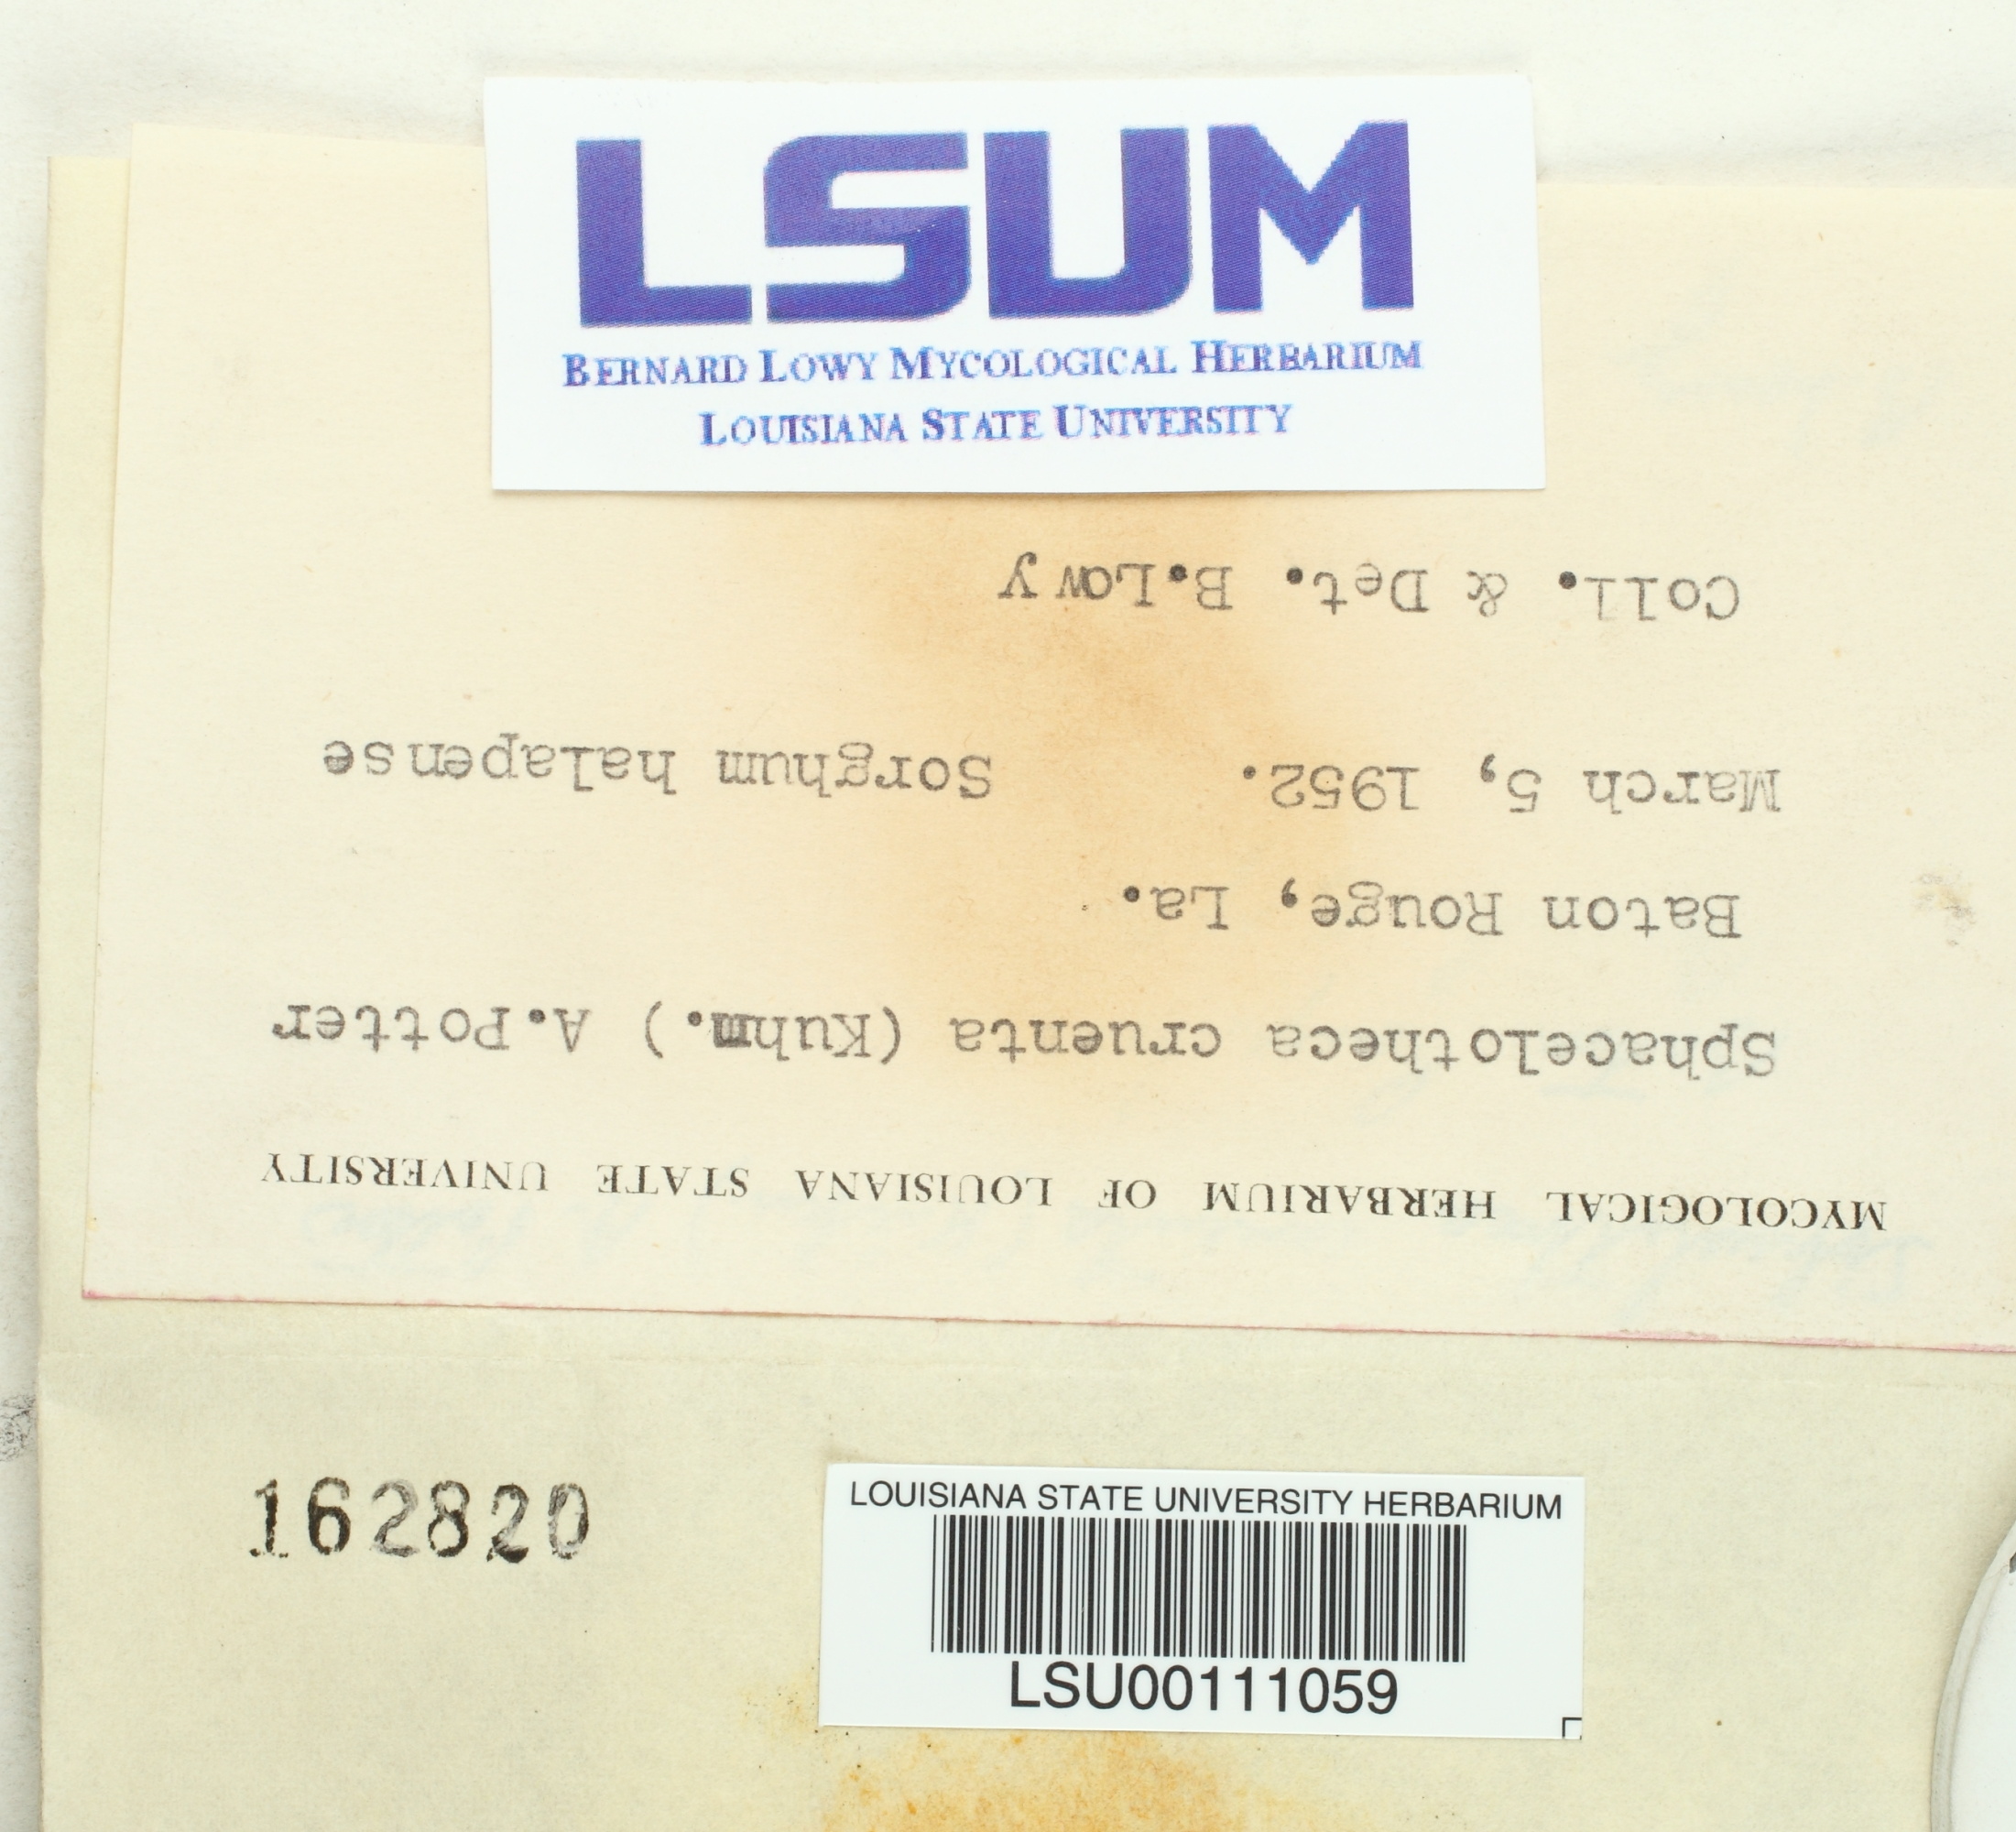 LSUM
BERNARD LOWY MYCOLOGICAL HERBARIUM
LOUISIANA STATE UNIVERSITY
MYCOLOGICAL HERBARIUM OF LOUISIANA STATE UNIVERSITY
Sphacelotheca cruenta (Kuhm.) A.Potter
Baton Rouge, La.
March 5, 1952. Sorghum halapense
Coll. & Det. B.Lowy
162820
LOUISIANA STATE UNIVERSITY HERBARIUM
LSU00111059